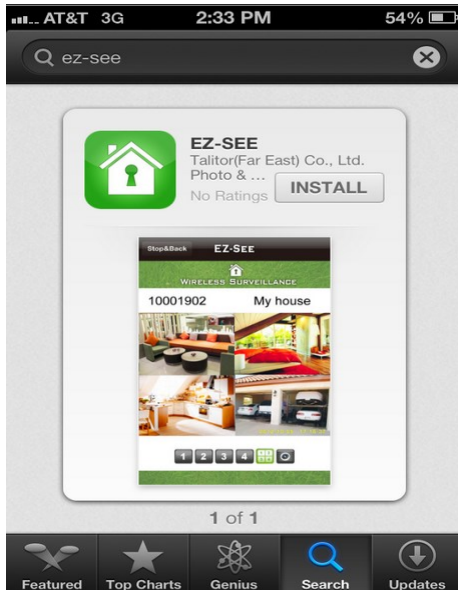 AT&T 3G 2:33 PM 54%
ez-see
EZ-SEE
Talitor(Far East) Co., Ltd.
Photo & ...
No Ratings INSTALL
Stop&Back EZ-SEE
WIRELESS SURVEILLANCE
10001902 My house
1 2 3 4
1 of 1
Featured Top Charts Genius Search Updates